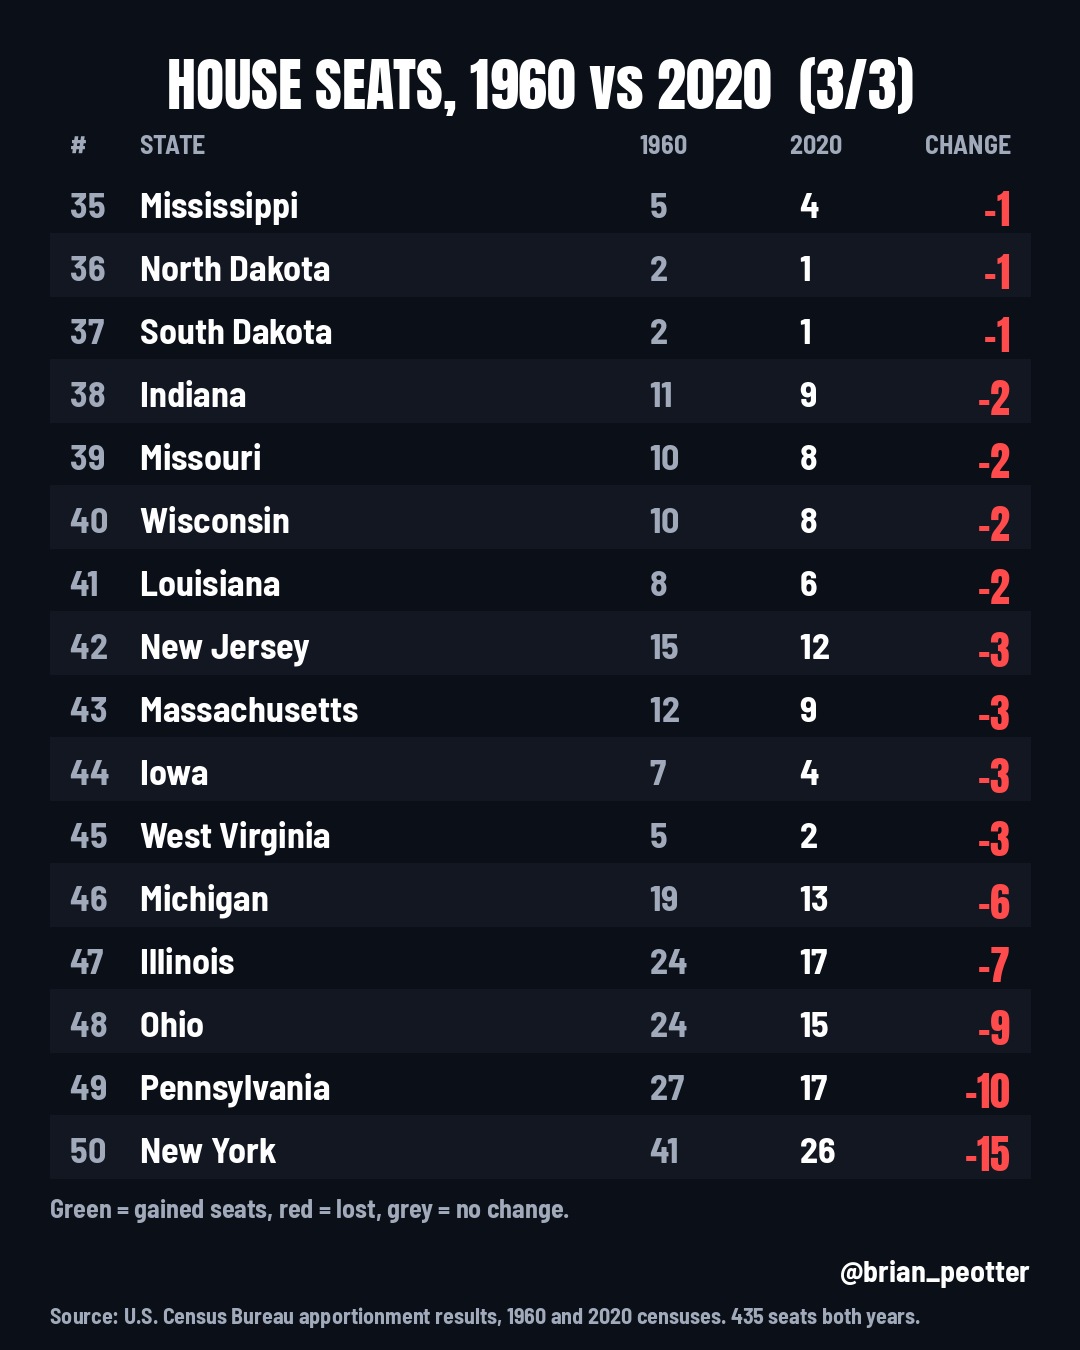 HOUSE SEATS, 1960 vs 2020 (3/3)
# STATE 1960 2020 CHANGE
35 Mississippi 5 4 -1
36 North Dakota 2 1 -1
37 South Dakota 2 1 -1
38 Indiana 11 9 -2
39 Missouri 10 8 -2
40 Wisconsin 10 8 -2
41 Louisiana 8 6 -2
42 New Jersey 15 12 -3
43 Massachusetts 12 9 -3
44 Iowa 7 4 -3
45 West Virginia 5 2 -3
46 Michigan 19 13 -6
47 Illinois 24 17 -7
48 Ohio 24 15 -9
49 Pennsylvania 27 17 -10
50 New York 41 26 -15
Green = gained seats, red = lost, grey = no change.
@brian_peotter
Source: U.S. Census Bureau apportionment results, 1960 and 2020 censuses. 435 seats both years.